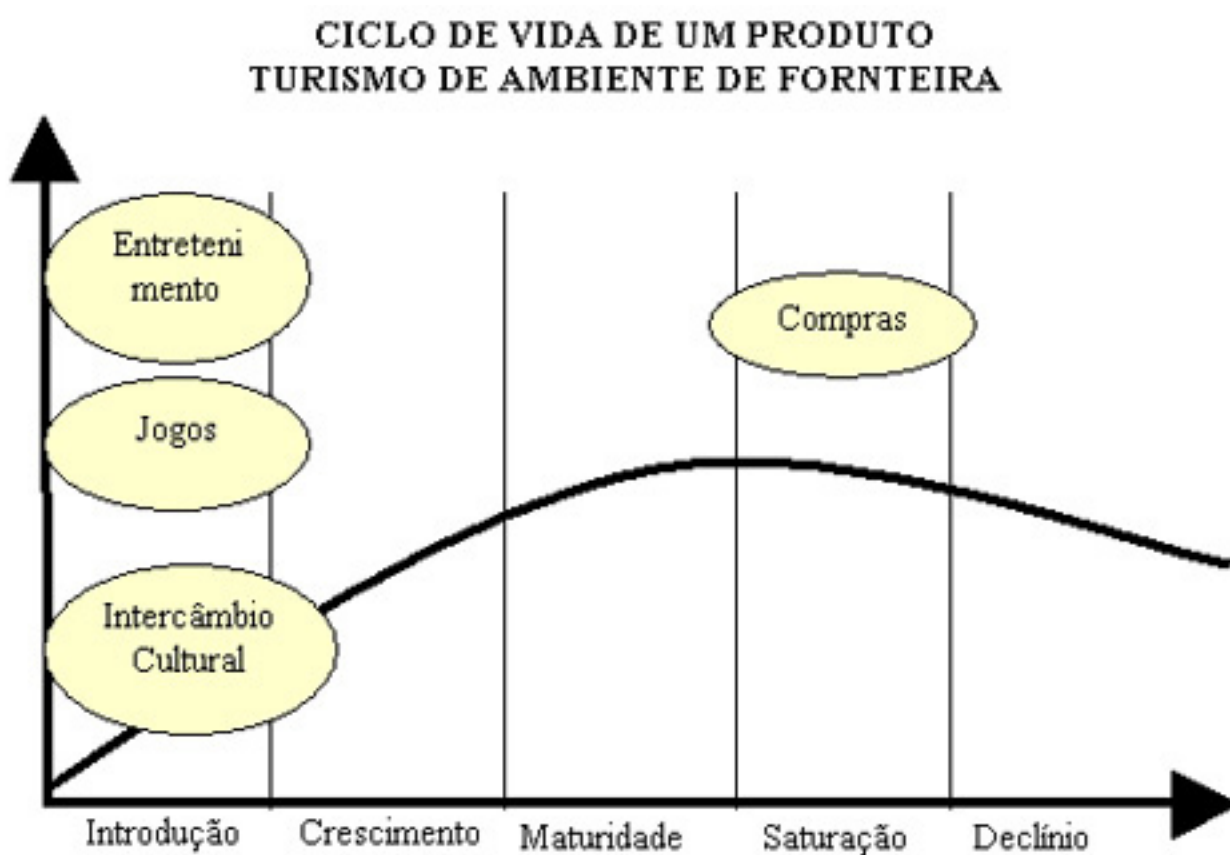 CICLO DE VIDA DE UM PRODUTO
TURISMO DE AMBIENTE DE FORNTEIRA
Entreteni
mento
Compras
Jogos
Intercâmbio
Cultural
Introdução
Crescimento
Maturidade
Saturação
Declínio